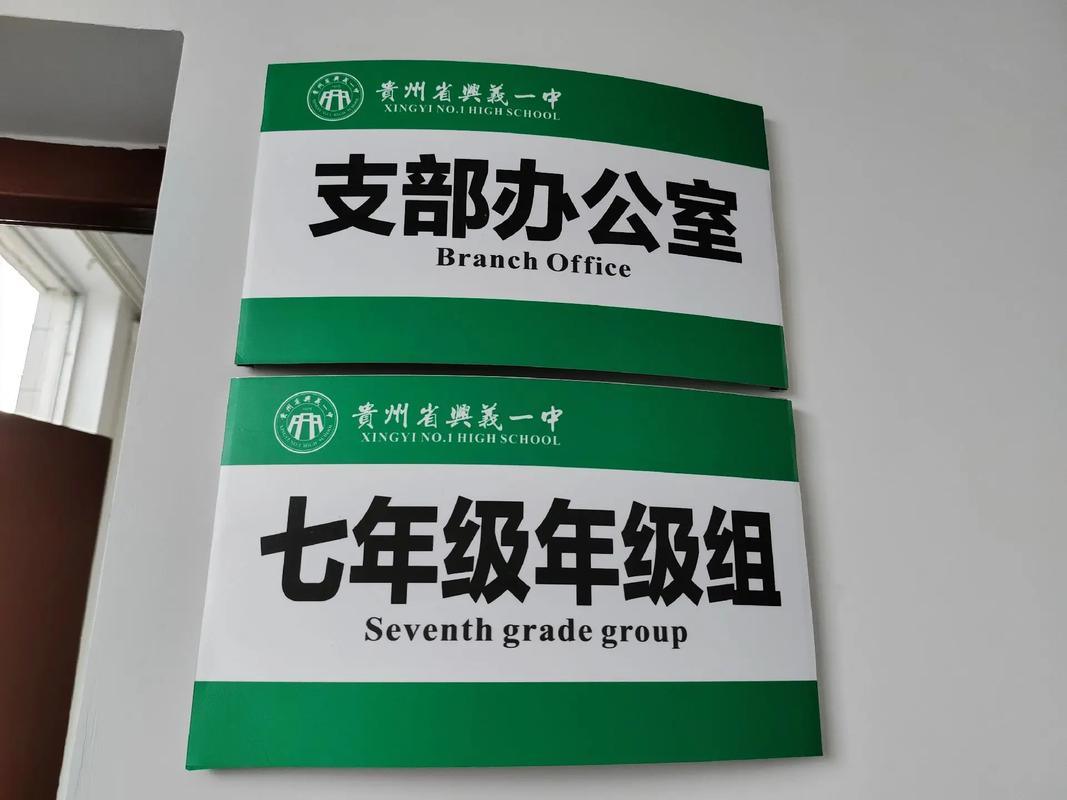 貴州省興義一中
XINGYI NO.1 HIGH SCHOOL
支部办公室
Branch Office
貴州省興義一中
XINGYI NO.1 HIGH SCHOOL
七年级年级组
Seventh grade group